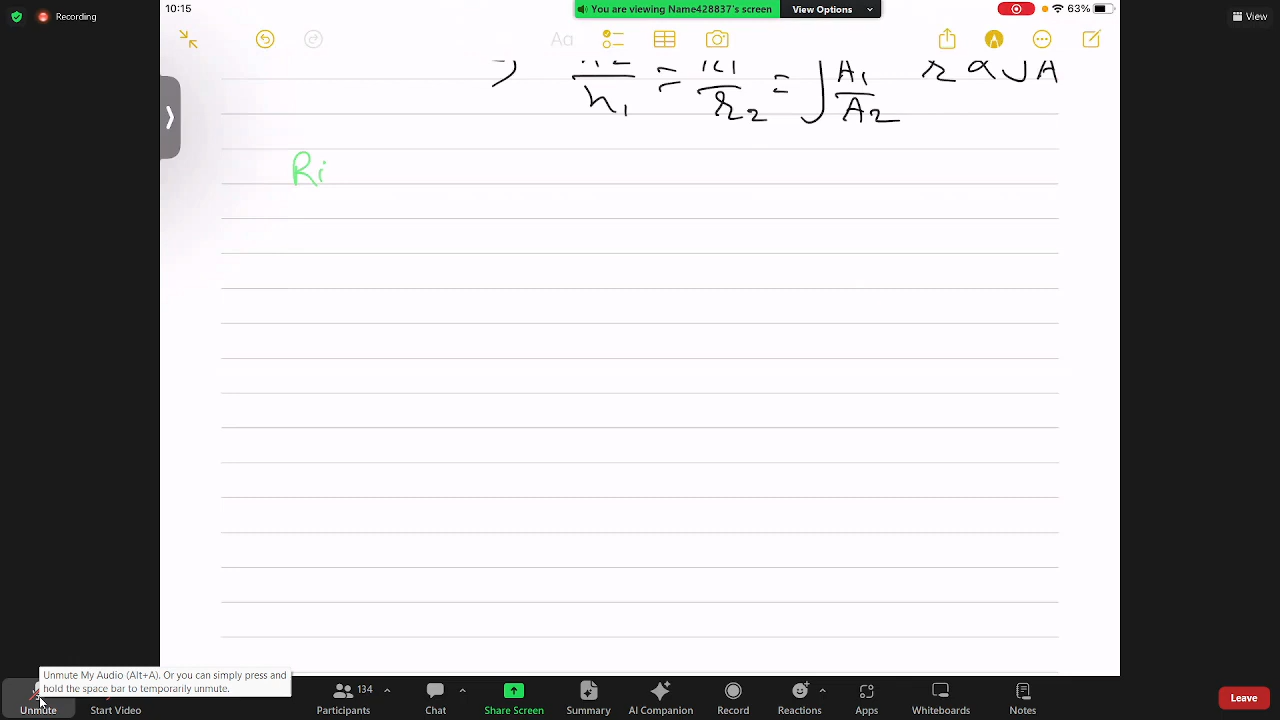 10:15
You are viewing Name428837's screen
View Options
63%
Recording
View
Aa
h1 = r2 = ∫ A1/A2 r ∝ √A
Ri
Unmute My Audio (Alt+A). Or you can simply press and
hold the space bar to temporarily unmute.
Unmute
Start Video
Participants
134
Chat
Share Screen
Summary
AI Companion
Record
Reactions
Apps
Whiteboards
Notes
Leave